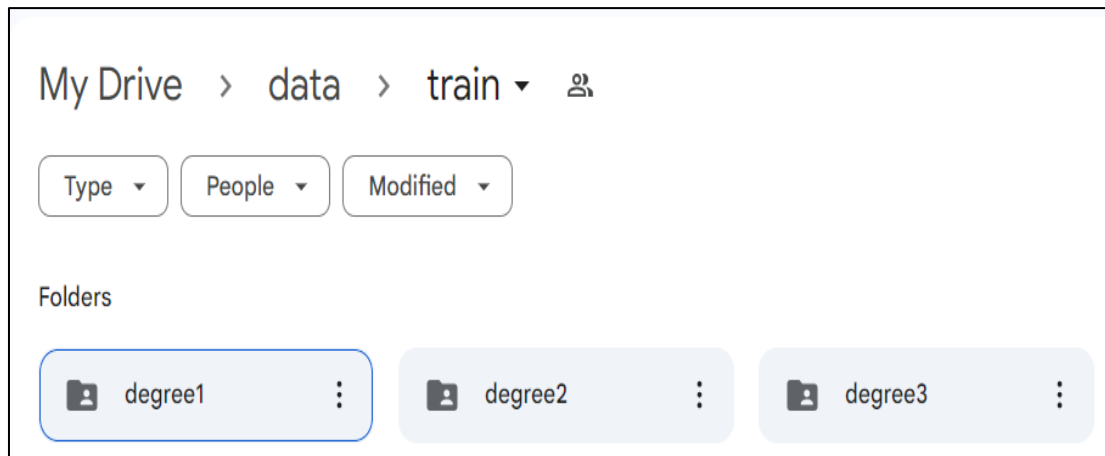 My Drive > data > train
Type People Modified
Folders
degree1 degree2 degree3